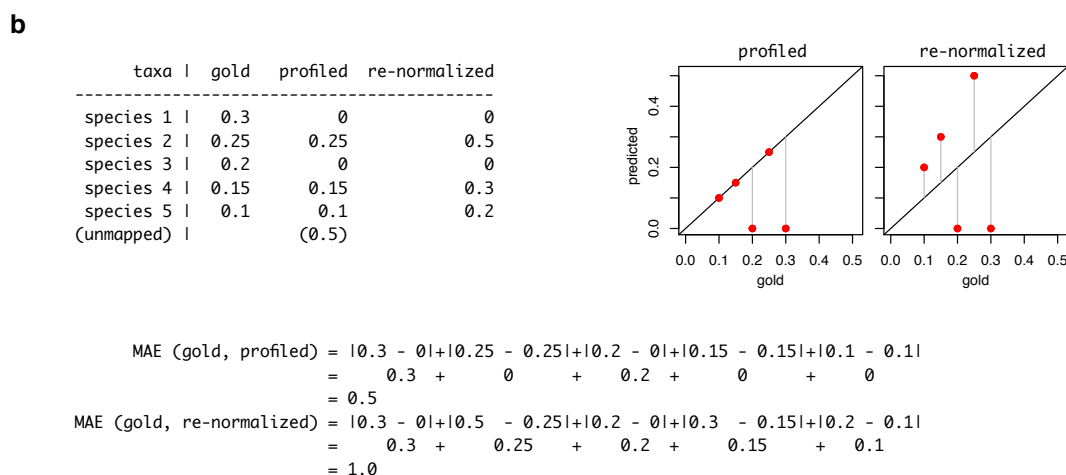 b
taxa | gold profiled re-normalized
-----------------------------------------
species 1 | 0.3 0 0
species 2 | 0.25 0.25 0.5
species 3 | 0.2 0 0
species 4 | 0.15 0.15 0.3
species 5 | 0.1 0.1 0.2
(unmapped) | (0.5)
profiled re-normalized
predicted
0.4
0.2
0.0
0.0 0.1 0.2 0.3 0.4 0.5
gold
0.0 0.1 0.2 0.3 0.4 0.5
gold
MAE (gold, profiled) = |0.3 - 0|+|0.25 - 0.25|+|0.2 - 0|+|0.15 - 0.15|+|0.1 - 0.1|
= 0.3 + 0 + 0.2 + 0 + 0
= 0.5
MAE (gold, re-normalized) = |0.3 - 0|+|0.5 - 0.25|+|0.2 - 0|+|0.3 - 0.15|+|0.2 - 0.1|
= 0.3 + 0.25 + 0.2 + 0.15 + 0.1
= 1.0